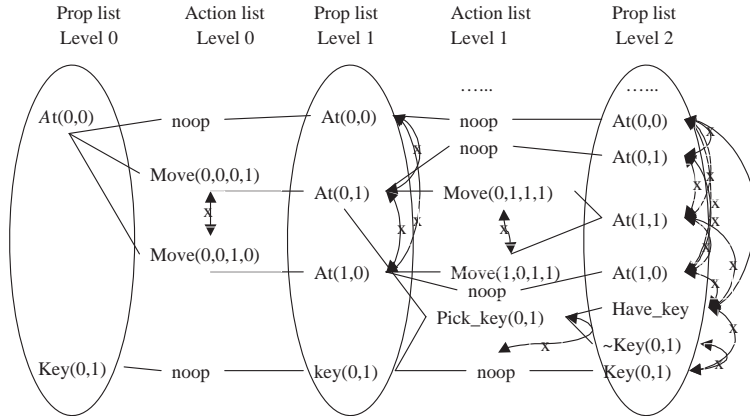 Prop list Action list Prop list Action list Prop list
Level 0 Level 0 Level 1 Level 1 Level 2
…... …...
At(0,0) noop At(0,0) noop At(0,0)
noop At(0,1)
Move(0,0,0,1) At(0,1) Move(0,1,1,1)
x x x x x x x
At(1,1)
x x x x
Move(0,0,1,0) At(1,0) Move(1,0,1,1) At(1,0)
noop x x
Pick_key(0,1) Have_key
x ~Key(0,1) x
Key(0,1) noop key(0,1) noop Key(0,1) x